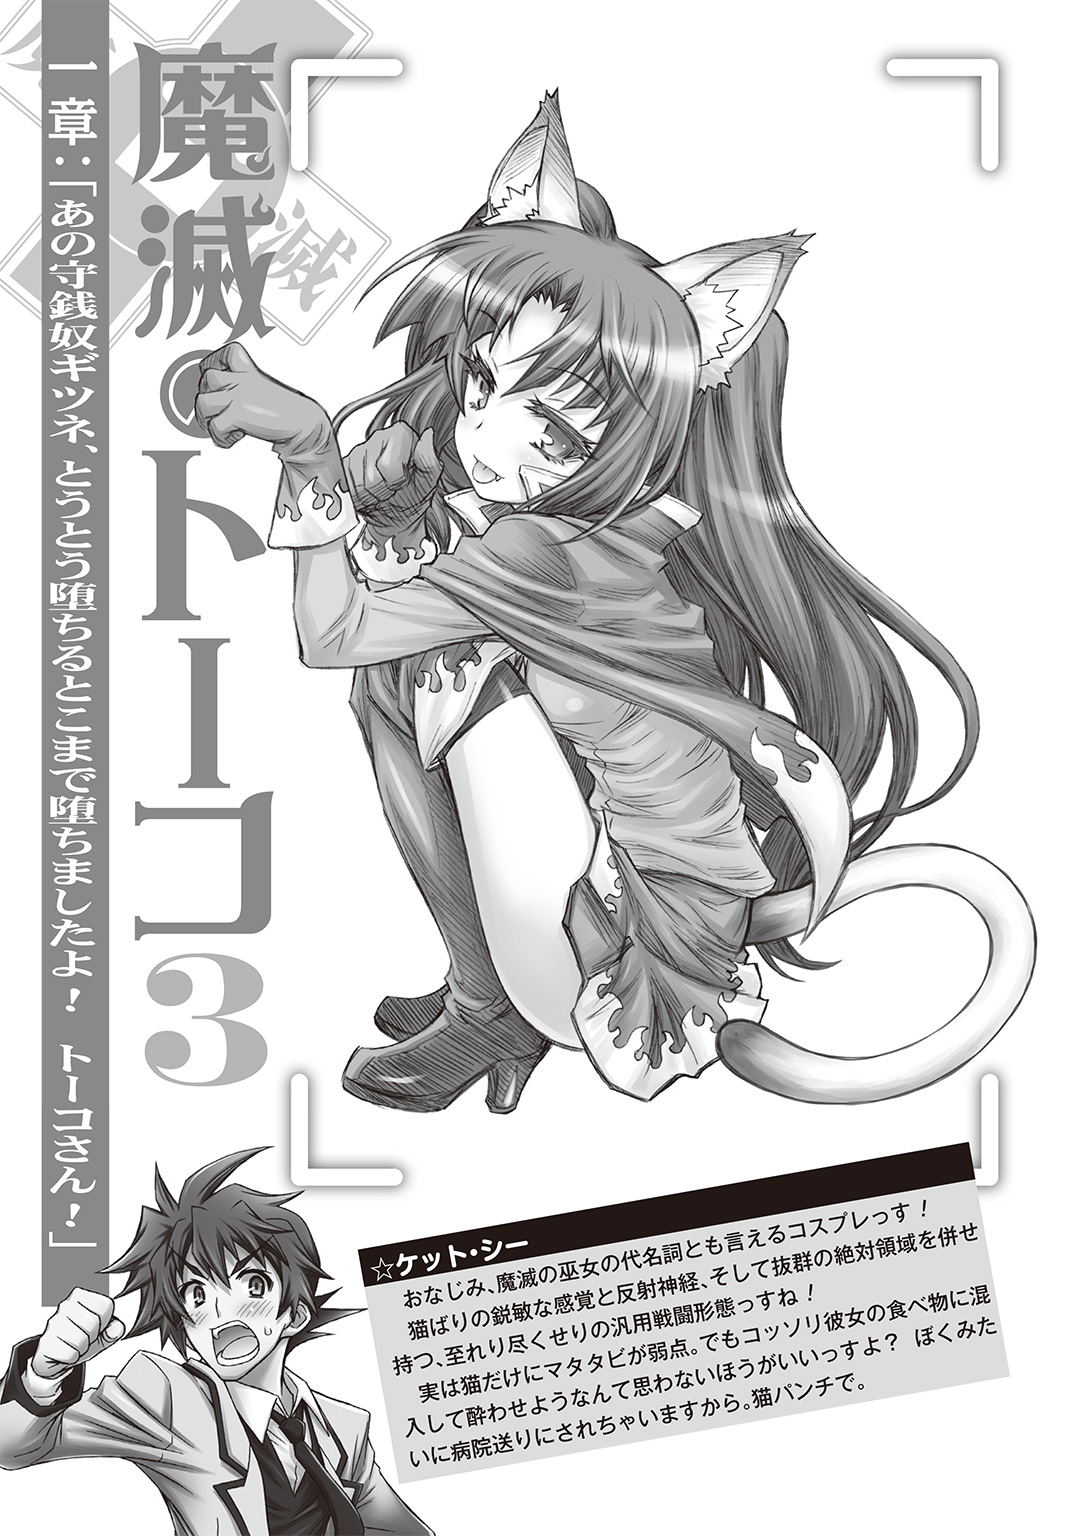 一章：「あの守銭奴ギツネ、とうとう堕ちるとこまで堕ちましたよ！　トーコさん！」
魔滅のトーコ3
滅
☆ケット・シー
おなじみ、魔滅の巫女の代名詞とも言えるコスプレっす！
猫ばりの鋭敏な感覚と反射神経、そして抜群の絶対領域を併せ
持つ、至れり尽くせりの汎用戦闘形態っすね！
実は猫だけにマタタビが弱点。でもコッソリ彼女の食べ物に混
入して酔わせようなんて思わないほうがいいっすよ？　ぼくみた
いに病院送りにされちゃいますから。猫パンチで。